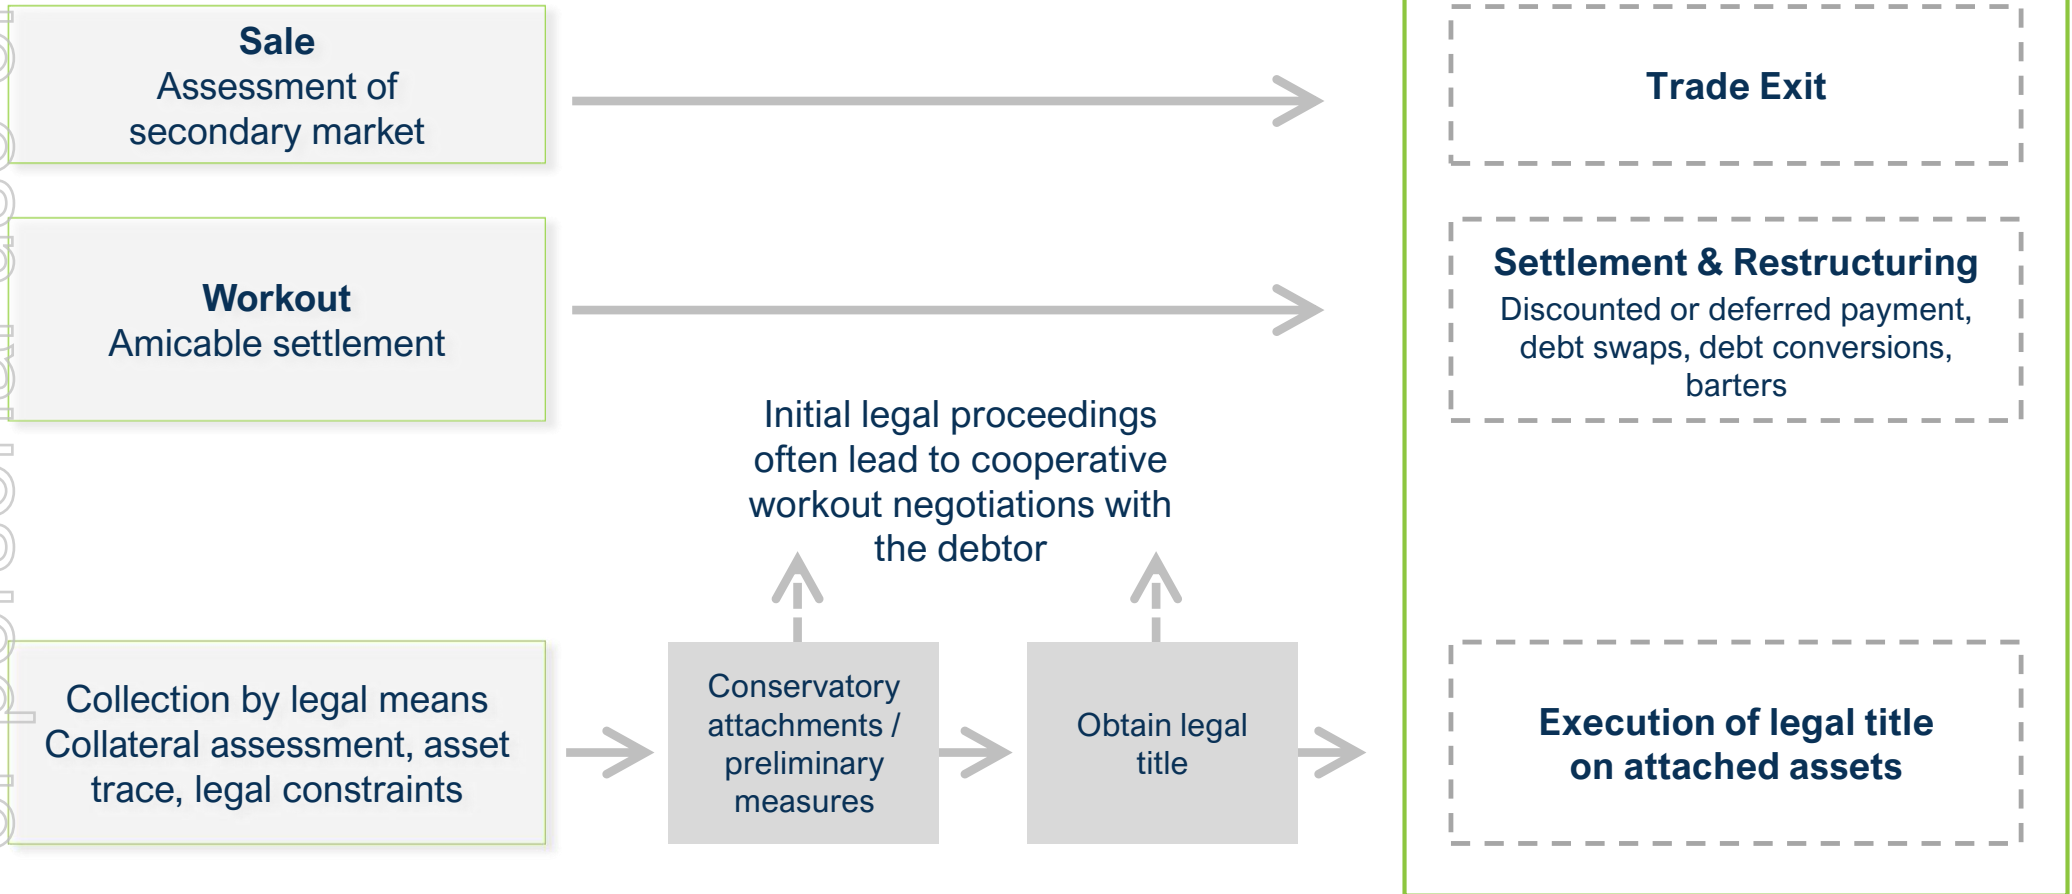 Sale
Assessment of
secondary market
Trade Exit
Workout
Amicable settlement
Settlement & Restructuring
Discounted or deferred payment,
debt swaps, debt conversions,
barters
Initial legal proceedings
often lead to cooperative
workout negotiations with
the debtor
Collection by legal means
Collateral assessment, asset
trace, legal constraints
Conservatory
attachments /
preliminary
measures
Obtain legal
title
Execution of legal title
on attached assets